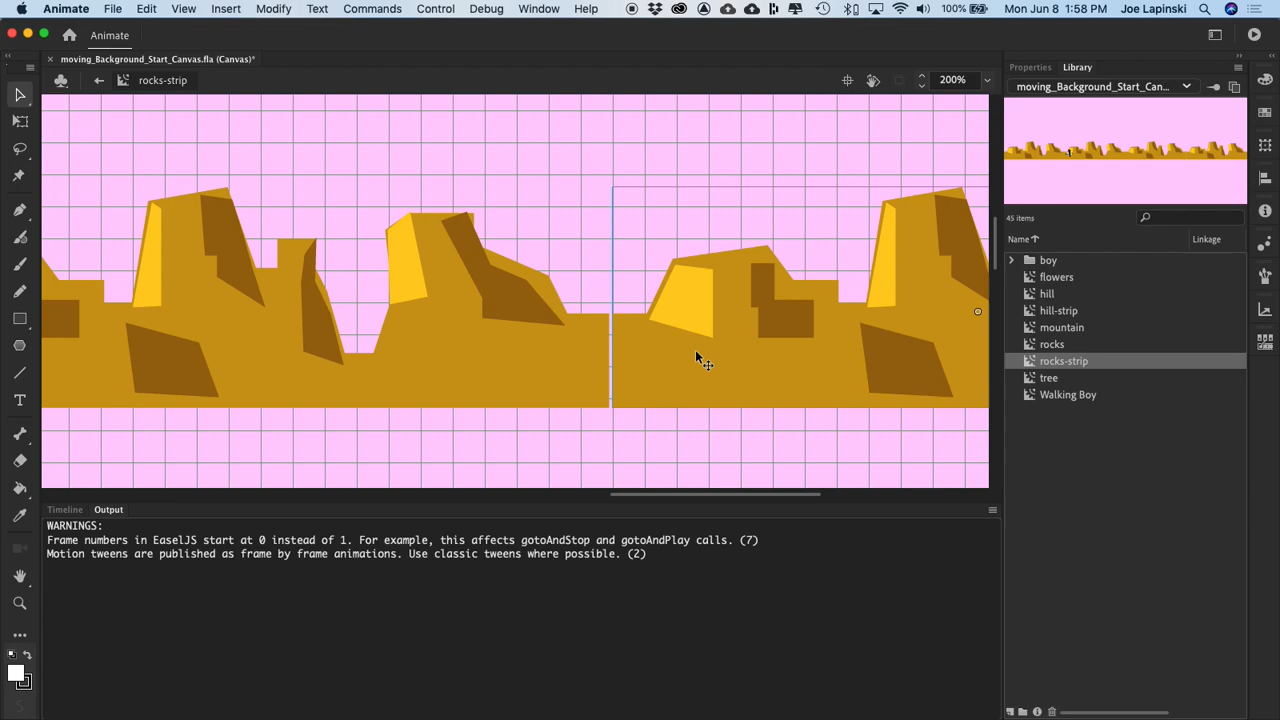 Animate File Edit View Insert Modify Text Commands Control Debug Window Help 100% Mon Jun 8 1:58 PM Joe Lapinski
Animate
× moving_Background_Start_Canvas.fla (Canvas)*
Properties Library
rocks-strip 200%
moving_Background_Start_Can...
45 items
Name Linkage
boy
flowers
hill
hill-strip
mountain
rocks
rocks-strip
tree
Walking Boy
Timeline Output
WARNINGS:
Frame numbers in EaselJS start at 0 instead of 1. For example, this affects gotoAndStop and gotoAndPlay calls. (7)
Motion tweens are published as frame by frame animations. Use classic tweens where possible. (2)